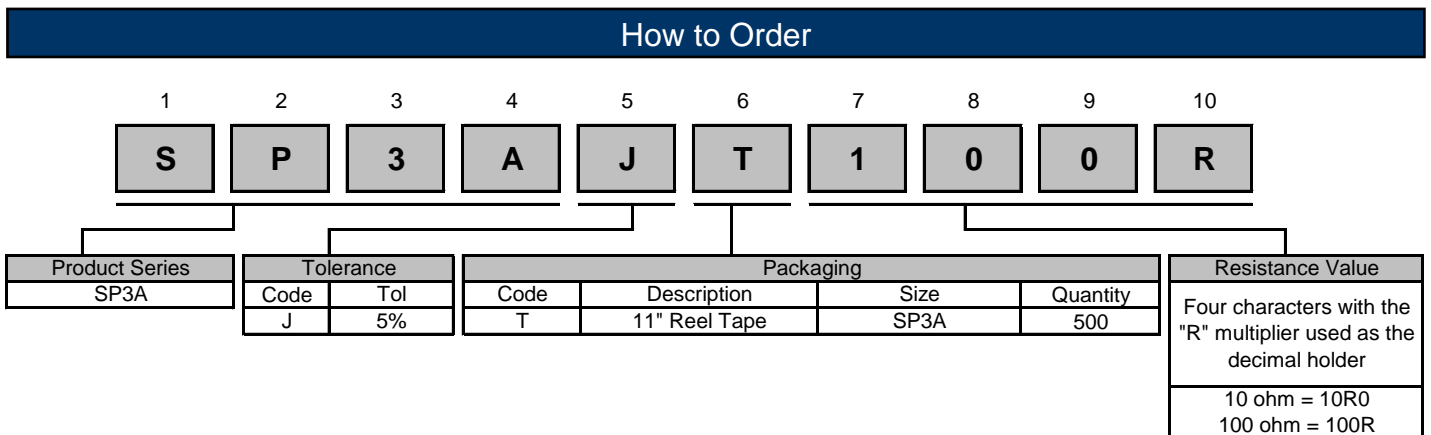 How to Order
1 2 3 4 5 6 7 8 9 10
S P 3 A J T 1 0 0 R
Product Series
SP3A
Tolerance
Code Tol
J 5%
Packaging
Code Description Size Quantity
T 11" Reel Tape SP3A 500
Resistance Value
Four characters with the
"R" multiplier used as the
decimal holder
10 ohm = 10R0
100 ohm = 100R